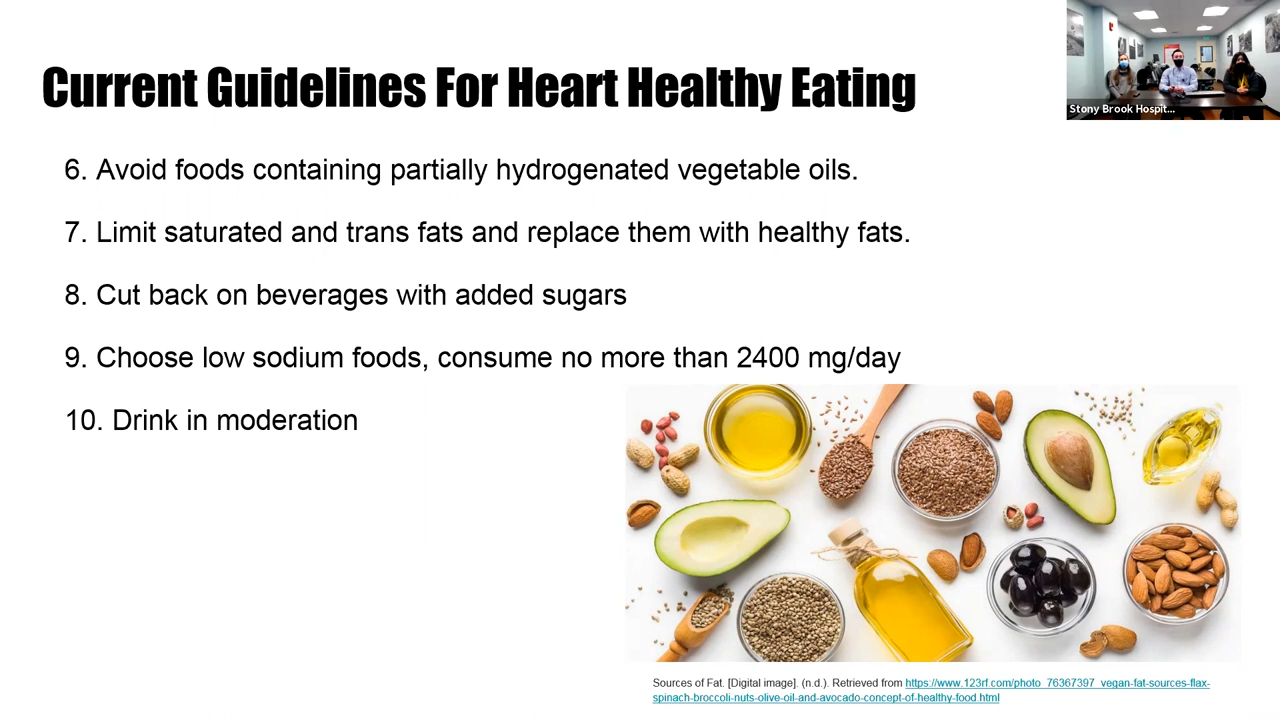 Current Guidelines For Heart Healthy Eating
Stony Brook Hospit...
6. Avoid foods containing partially hydrogenated vegetable oils.
7. Limit saturated and trans fats and replace them with healthy fats.
8. Cut back on beverages with added sugars
9. Choose low sodium foods, consume no more than 2400 mg/day
10. Drink in moderation
Sources of Fat. [Digital image]. (n.d.). Retrieved from https://www.123rf.com/photo_76367397_vegan-fat-sources-flax-
spinach-broccoli-nuts-olive-oil-and-avocado-concept-of-healthy-food.html